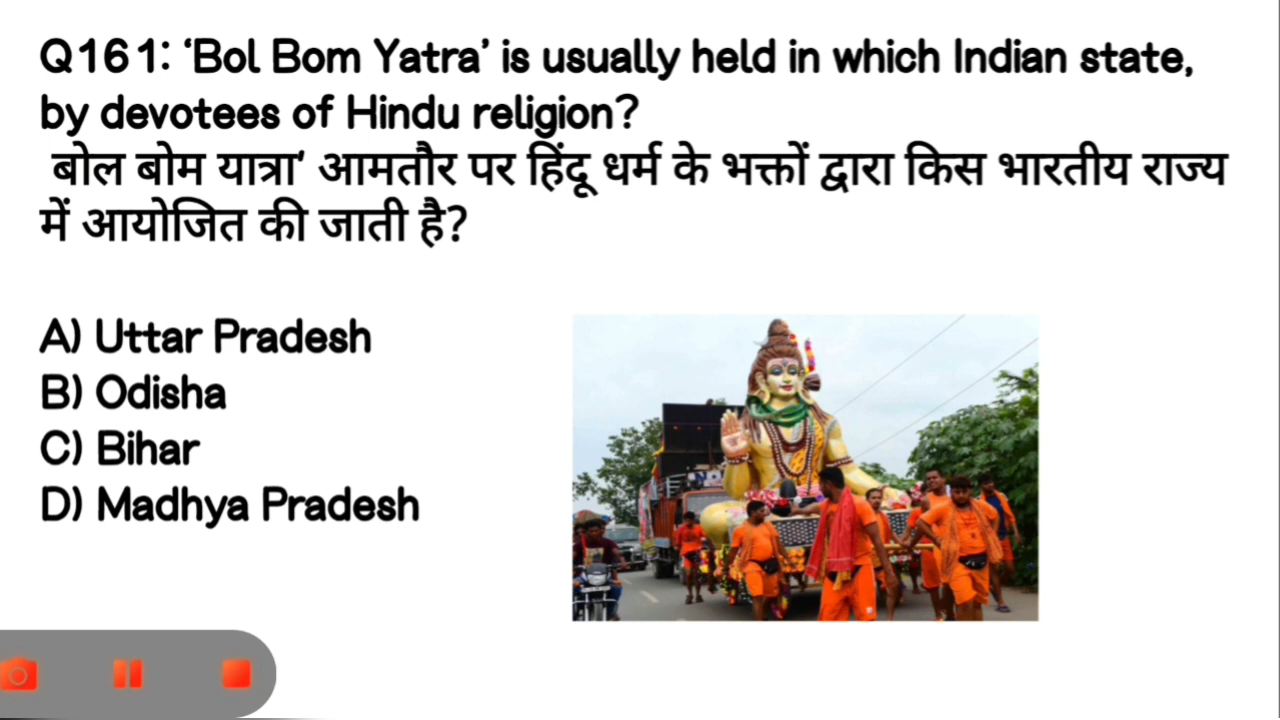 Q161: ‘Bol Bom Yatra’ is usually held in which Indian state,
by devotees of Hindu religion?
बोल बोम यात्रा' आमतौर पर हिंदू धर्म के भक्तों द्वारा किस भारतीय राज्य
में आयोजित की जाती है?
A) Uttar Pradesh
B) Odisha
C) Bihar
D) Madhya Pradesh